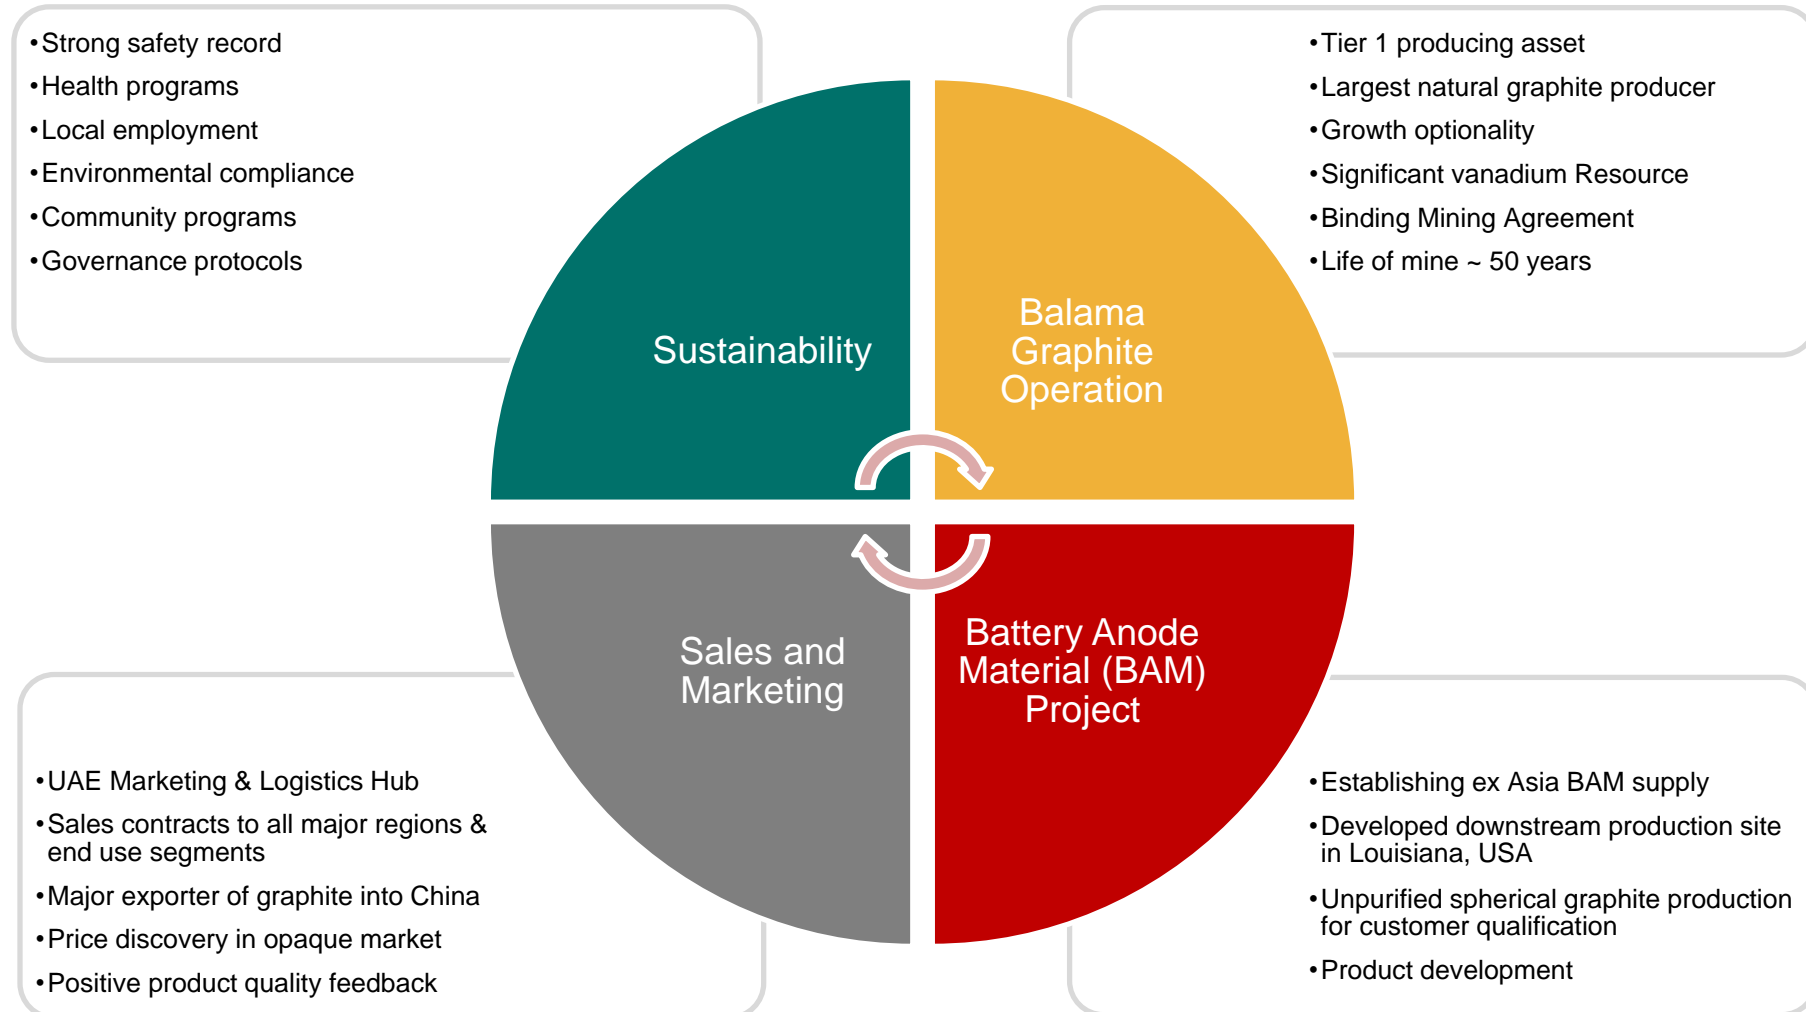 •Strong safety record
•Health programs
•Local employment
•Environmental compliance
•Community programs
•Governance protocols
•Tier 1 producing asset
•Largest natural graphite producer
•Growth optionality
•Significant vanadium Resource
•Binding Mining Agreement
•Life of mine ~ 50 years
Sustainability
Balama
Graphite
Operation
Sales and
Marketing
Battery Anode
Material (BAM)
Project
•UAE Marketing & Logistics Hub
•Sales contracts to all major regions &
end use segments
•Major exporter of graphite into China
•Price discovery in opaque market
•Positive product quality feedback
•Establishing ex Asia BAM supply
•Developed downstream production site
in Louisiana, USA
•Unpurified spherical graphite production
for customer qualification
•Product development